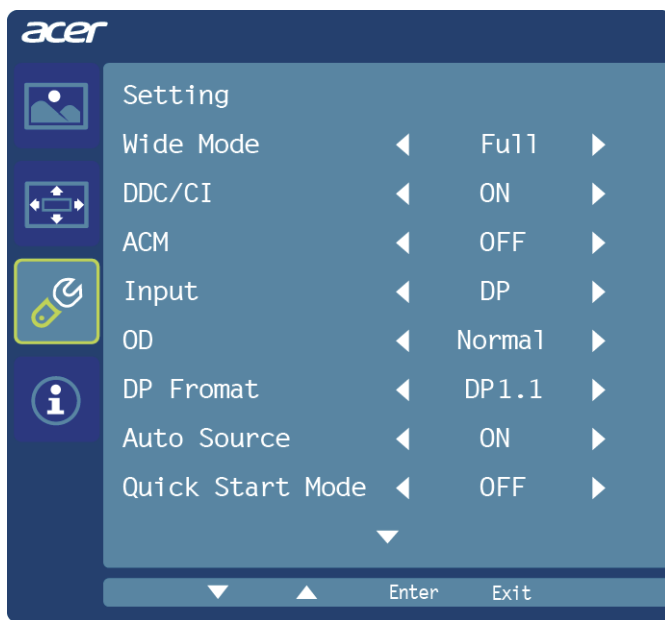 acer
Setting
Wide Mode Full
DDC/CI ON
ACM OFF
Input DP
OD Normal
DP Fromat DP1.1
Auto Source ON
Quick Start Mode OFF
Enter Exit